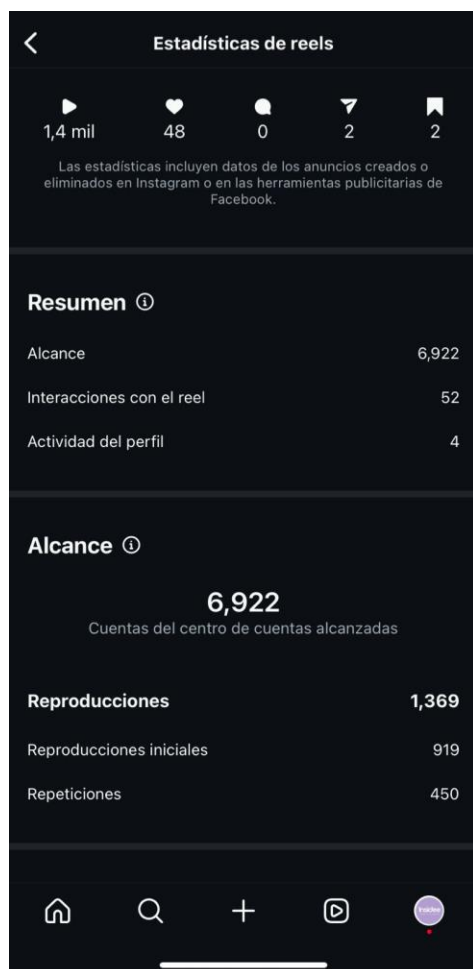 Estadísticas de reels
1,4 mil 48 0 2 2
Las estadísticas incluyen datos de los anuncios creados o
eliminados en Instagram o en las herramientas publicitarias de
Facebook.
Resumen
Alcance 6,922
Interacciones con el reel 52
Actividad del perfil 4
Alcance
6,922
Cuentas del centro de cuentas alcanzadas
Reproducciones 1,369
Reproducciones iniciales 919
Repeticiones 450